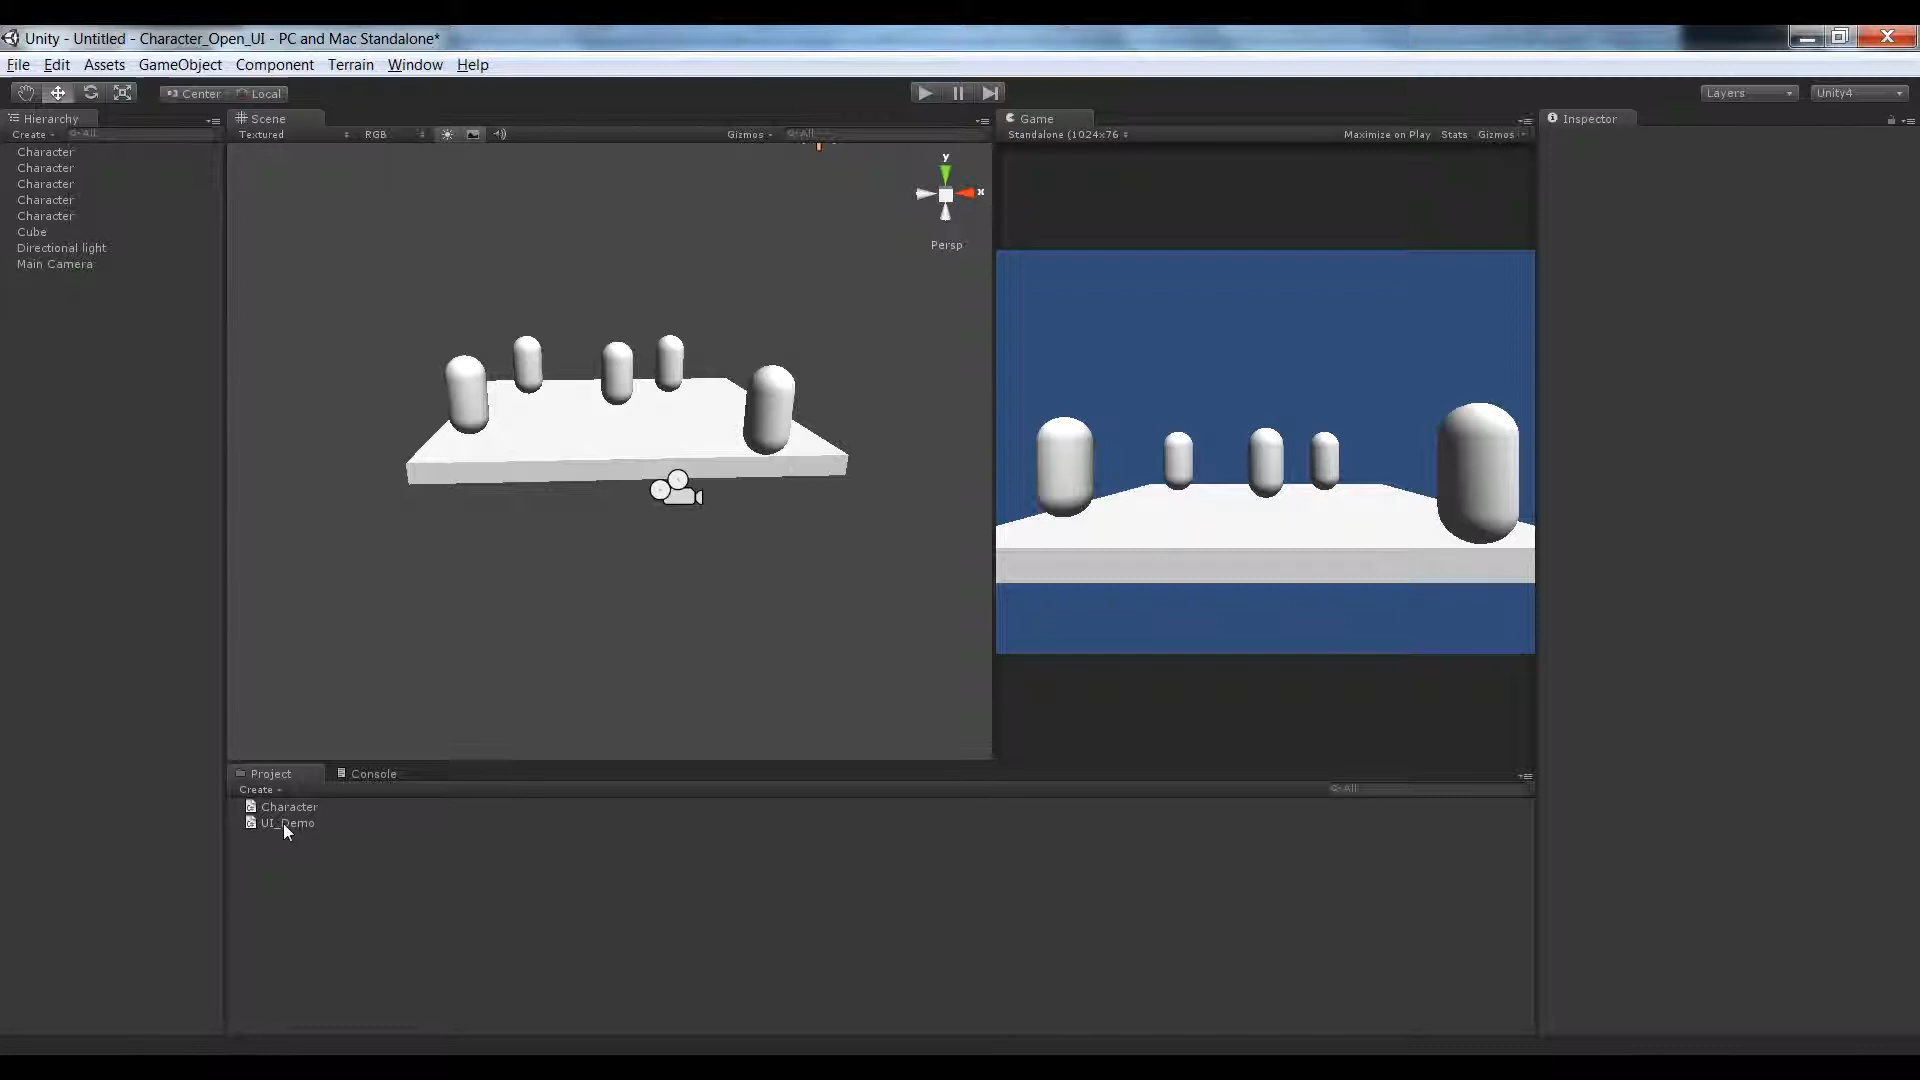 Unity - Untitled - Character_Open_UI - PC and Mac Standalone*
File Edit Assets GameObject Component Terrain Window Help
Center Local Layers Unity4
Hierarchy
Create All
Character
Character
Character
Character
Character
Cube
Directional light
Main Camera
Scene
Textured RGB Gizmos All
y
x
Persp
Game
Standalone (1024x76 Maximize on Play Stats Gizmos
Inspector
Project Console
Create All
Character
UI_Demo